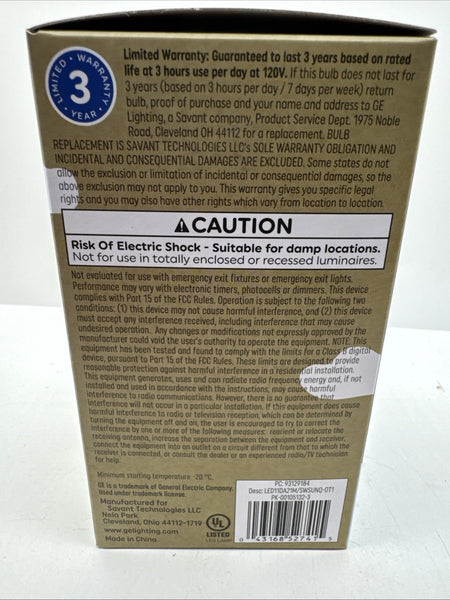 LIMITED • WARRANTY •
3
YEAR
Limited Warranty: Guaranteed to last 3 years based on rated
life at 3 hours use per day at 120V. If this bulb does not last for
3 years (based on 3 hours per day / 7 days per week) return
bulb, proof of purchase and your name and address to GE
Lighting, a Savant company, Product Service Dept. 1975 Noble
Road, Cleveland OH 44112 for a replacement. BULB
REPLACEMENT IS SAVANT TECHNOLOGIES LLC's SOLE WARRANTY OBLIGATION AND
INCIDENTAL AND CONSEQUENTIAL DAMAGES ARE EXCLUDED. Some states do not
allow the exclusion or limitation of incidental or consequential damages, so the
above exclusion may not apply to you. This warranty gives you specific legal
rights and you may also have other rights which vary from location to location.
⚠CAUTION
Risk Of Electric Shock - Suitable for damp locations.
Not for use in totally enclosed or recessed luminaires.
Not evaluated for use with emergency exit fixtures or emergency exit lights.
Performance may vary with electronic timers, photocells or dimmers. This device
complies with Part 15 of the FCC Rules. Operation is subject to the following two
conditions: (1) this device may not cause harmful interference, and (2) this device
must accept any interference received, including interference that may cause
undesired operation. Any changes or modifications not expressly approved by the
manufacturer could void the user's authority to operate the equipment. NOTE: This
equipment has been tested and found to comply with the limits for a Class B digital
device, pursuant to Part 15 of the FCC Rules. These limits are designed to provide
reasonable protection against harmful interference in a residential installation.
This equipment generates, uses and can radiate radio frequency energy and, if not
installed and used in accordance with the instructions, may cause harmful
interference to radio communications. However, there is no guarantee that
interference will not occur in a particular installation. If this equipment does cause
harmful interference to radio or television reception, which can be determined by
turning the equipment off and on, the user is encouraged to try to correct the
interference by one or more of the following measures: reorient or relocate the
receiving antenna, increase the separation between the equipment and receiver,
connect the equipment into an outlet on a circuit different from that to which the
receiver is connected, or consult the dealer or an experienced radio/TV technician
for help.
Minimum starting temperature -20 °C.
GE is a trademark of General Electric Company.
Used under trademark license.
Manufactured for
Savant Technologies LLC
Nela Park
Cleveland, Ohio 44112-1719
www.gelighting.com
Made in China
UL
LISTED
LED LAMP
PC: 93129184
Desc: LED11DA21M/SWSUNQ-OT1
PK-00105132-3
0 43168 52741 5